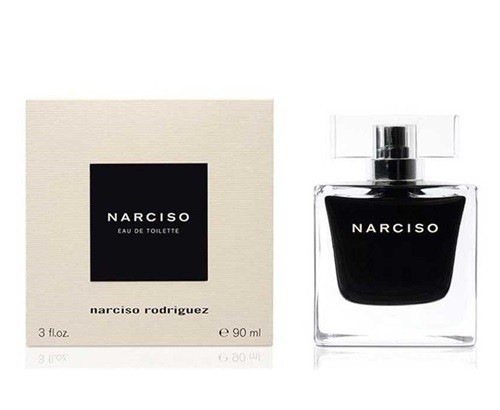 NARCISO
EAU DE TOILETTE
narciso rodriguez
3 fl.oz. ℮ 90 ml
NARCISO